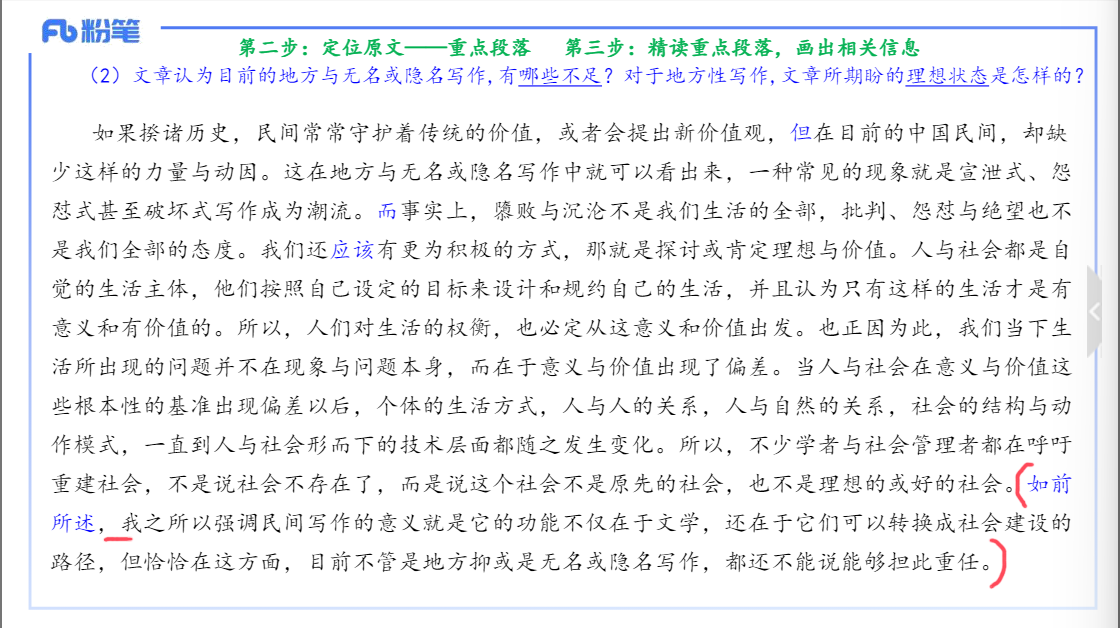 粉笔
第二步：定位原文——重点段落 第三步：精读重点段落，画出相关信息
（2）文章认为目前的地方与无名或隐名写作,有哪些不足？对于地方性写作,文章所期盼的理想状态是怎样的？
如果揆诸历史，民间常常守护着传统的价值，或者会提出新价值观，但在目前的中国民间，却缺
少这样的力量与动因。这在地方与无名或隐名写作中就可以看出来，一种常见的现象就是宣泄式、怨
怼式甚至破坏式写作成为潮流。而事实上，隳败与沉沦不是我们生活的全部，批判、怨怼与绝望也不
是我们全部的态度。我们还应该有更为积极的方式，那就是探讨或肯定理想与价值。人与社会都是自
觉的生活主体，他们按照自己设定的目标来设计和规约自己的生活，并且认为只有这样的生活才是有
意义和有价值的。所以，人们对生活的权衡，也必定从这意义和价值出发。也正因为此，我们当下生
活所出现的问题并不在现象与问题本身，而在于意义与价值出现了偏差。当人与社会在意义与价值这
些根本性的基准出现偏差以后，个体的生活方式，人与人的关系，人与自然的关系，社会的结构与动
作模式，一直到人与社会形而下的技术层面都随之发生变化。所以，不少学者与社会管理者都在呼吁
重建社会，不是说社会不存在了，而是说这个社会不是原先的社会，也不是理想的或好的社会。如前
所述，我之所以强调民间写作的意义就是它的功能不仅在于文学，还在于它们可以转换成社会建设的
路径，但恰恰在这方面，目前不管是地方抑或是无名或隐名写作，都还不能说能够担此重任。